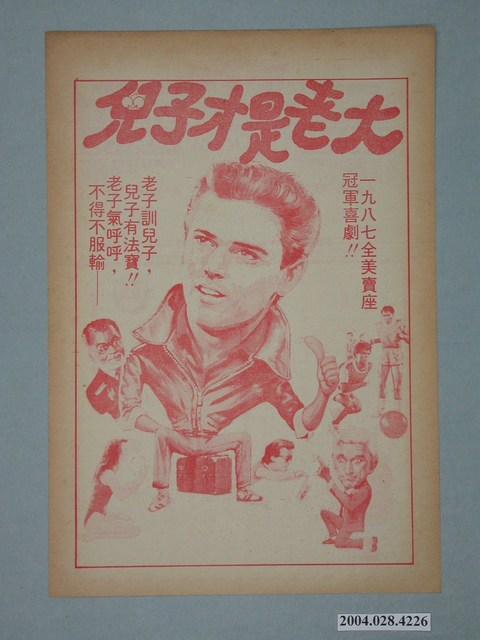 大老是才子兒
一九八七全美賣座
冠軍喜劇!!
老子訓兒子，
兒子有法寶!!
老子氣呼呼，
不得不服輸——
2004.028.4226